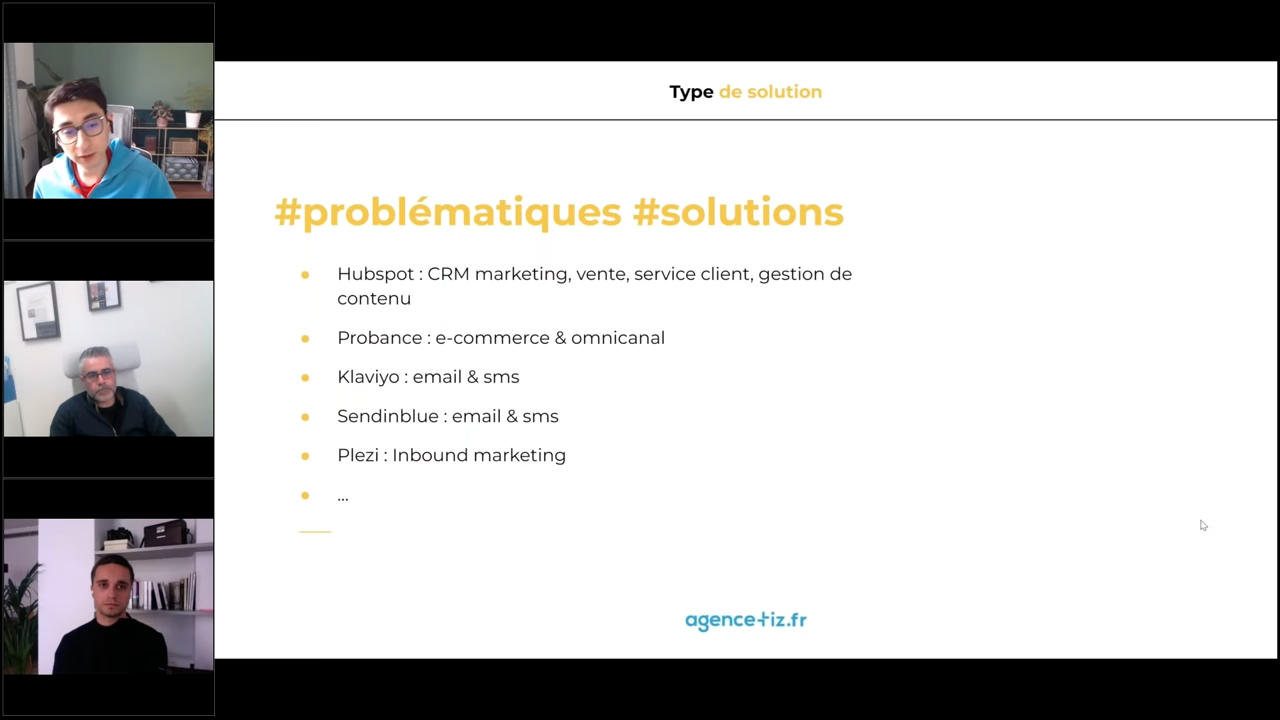 Type de solution
#problématiques #solutions
Hubspot : CRM marketing, vente, service client, gestion de
contenu
Probance : e-commerce & omnicanal
Klaviyo : email & sms
Sendinblue : email & sms
Plezi : Inbound marketing
...
agence-tiz.fr